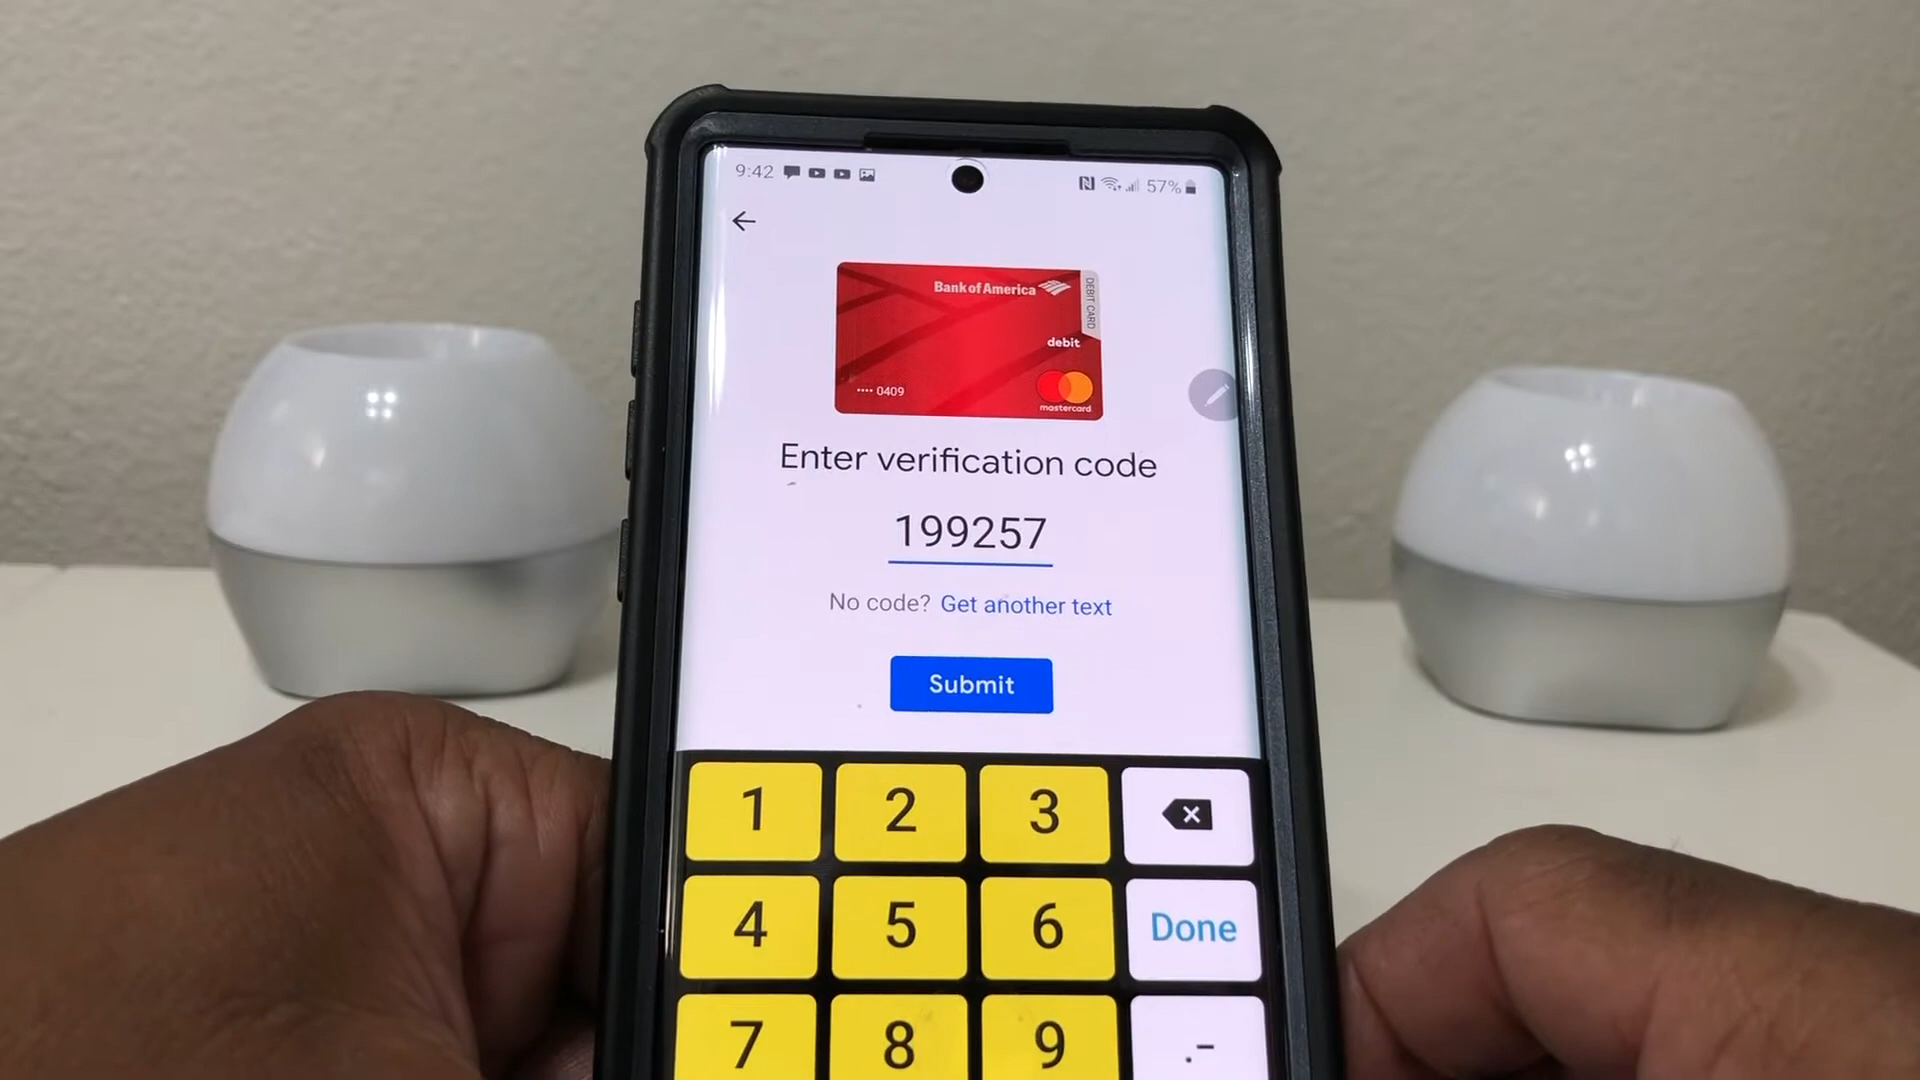 9:42
57%
Bank of America
DEBIT CARD
debit
•••• 0409
mastercard
Enter verification code
199257
No code? Get another text
Submit
1 2 3
4 5 6 Done
7 8 9 .-